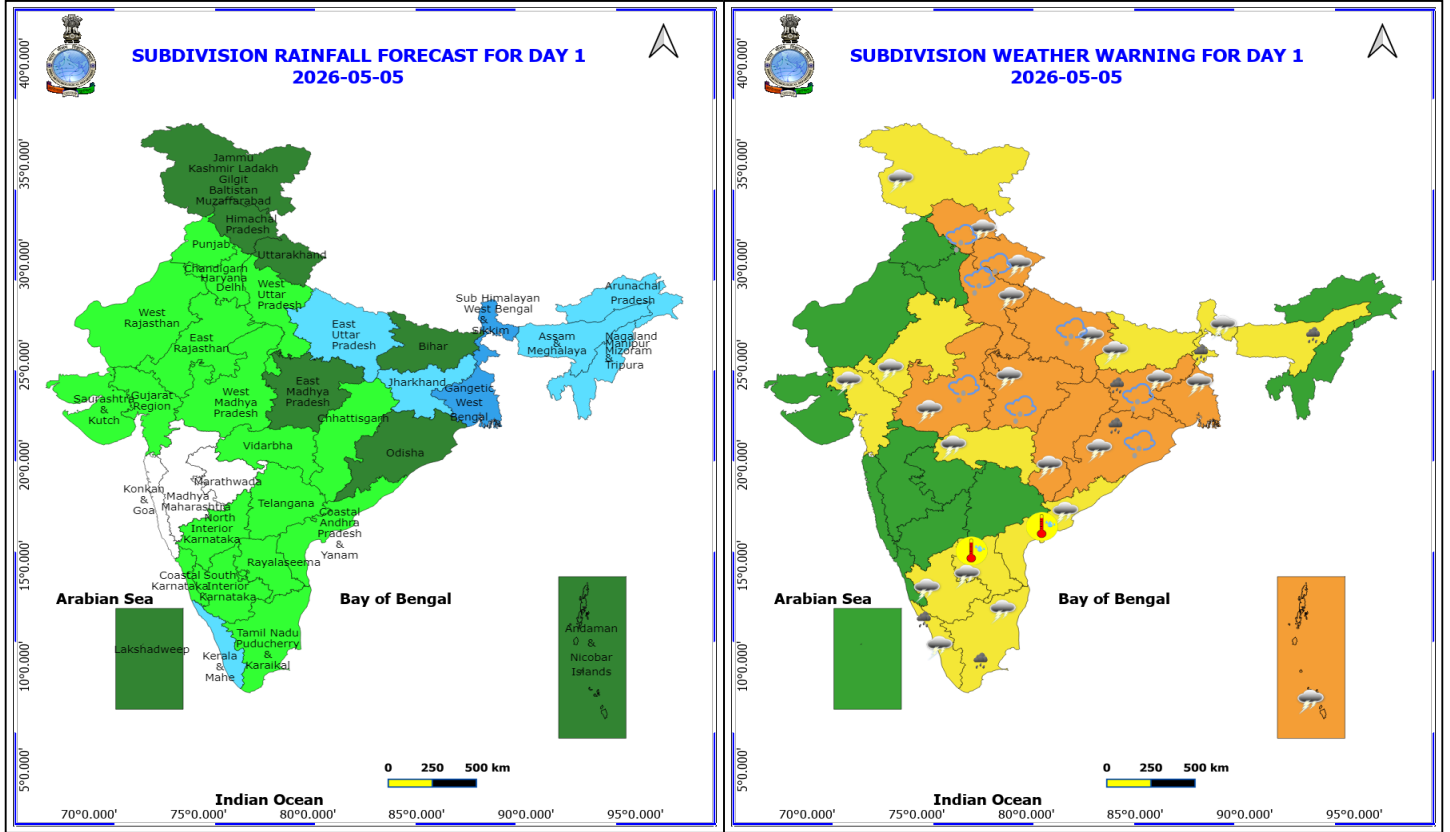 SUBDIVISION RAINFALL FORECAST FOR DAY 1
2026-05-05
40°0.000'
35°0.000'
30°0.000'
25°0.000'
20°0.000'
15°0.000'
10°0.000'
5°0.000'
Jammu
Kashmir Ladakh
Gilgit
Baltistan
Muzaffarabad
Himachal
Pradesh
Punjab
Uttarakhand
Chandigarh
Haryana
Delhi
West
Uttar
Pradesh
West
Rajasthan
East
Rajasthan
East
Uttar
Pradesh
Bihar
Sub Himalayan
West Bengal
&
Sikkim
Arunachal
Pradesh
Assam
&
Meghalaya
Nagaland
Manipur
Mizoram
&
Tripura
Saurashtra
&
Kutch
Gujarat
Region
West
Madhya
Pradesh
East
Madhya
Pradesh
Jharkhand
Gangetic
West
Bengal
Chhattisgarh
Odisha
Vidarbha
Konkan
&
Goa
Madhya
Maharashtra
Marathwada
Telangana
North
Interior
Karnataka
Coastal
Andhra
Pradesh
&
Yanam
Rayalaseema
Coastal
Karnataka
South
Interior
Karnataka
Arabian Sea
Bay of Bengal
Lakshadweep
Kerala
&
Mahe
Tamil Nadu
Puducherry
&
Karaikal
Andaman
&
Nicobar
Islands
0 250 500 km
Indian Ocean
70°0.000' 75°0.000' 80°0.000' 85°0.000' 90°0.000' 95°0.000'
SUBDIVISION WEATHER WARNING FOR DAY 1
2026-05-05
40°0.000'
35°0.000'
30°0.000'
25°0.000'
20°0.000'
15°0.000'
10°0.000'
5°0.000'
Arabian Sea
Bay of Bengal
0 250 500 km
Indian Ocean
70°0.000' 75°0.000' 80°0.000' 85°0.000' 90°0.000' 95°0.000'